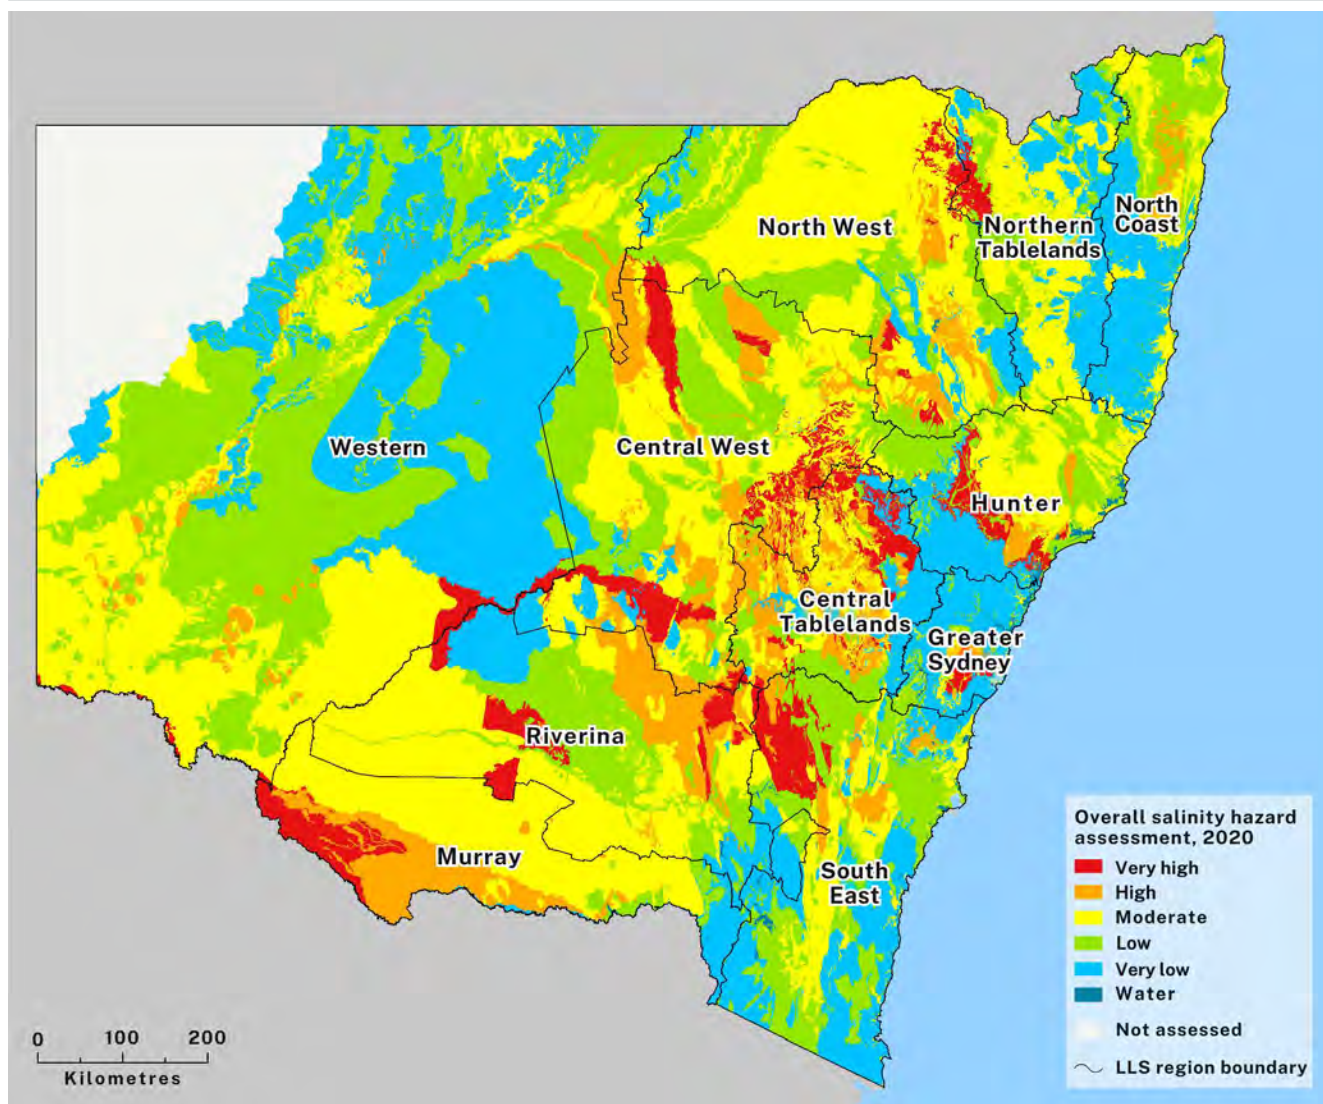 North West
Northern
Tablelands
North
Coast
Western
Central West
Hunter
Central
Tablelands
Greater
Sydney
Riverina
Murray
South
East
Overall salinity hazard
assessment, 2020
Very high
High
Moderate
Low
Very low
Water
Not assessed
LLS region boundary
0 100 200
Kilometres